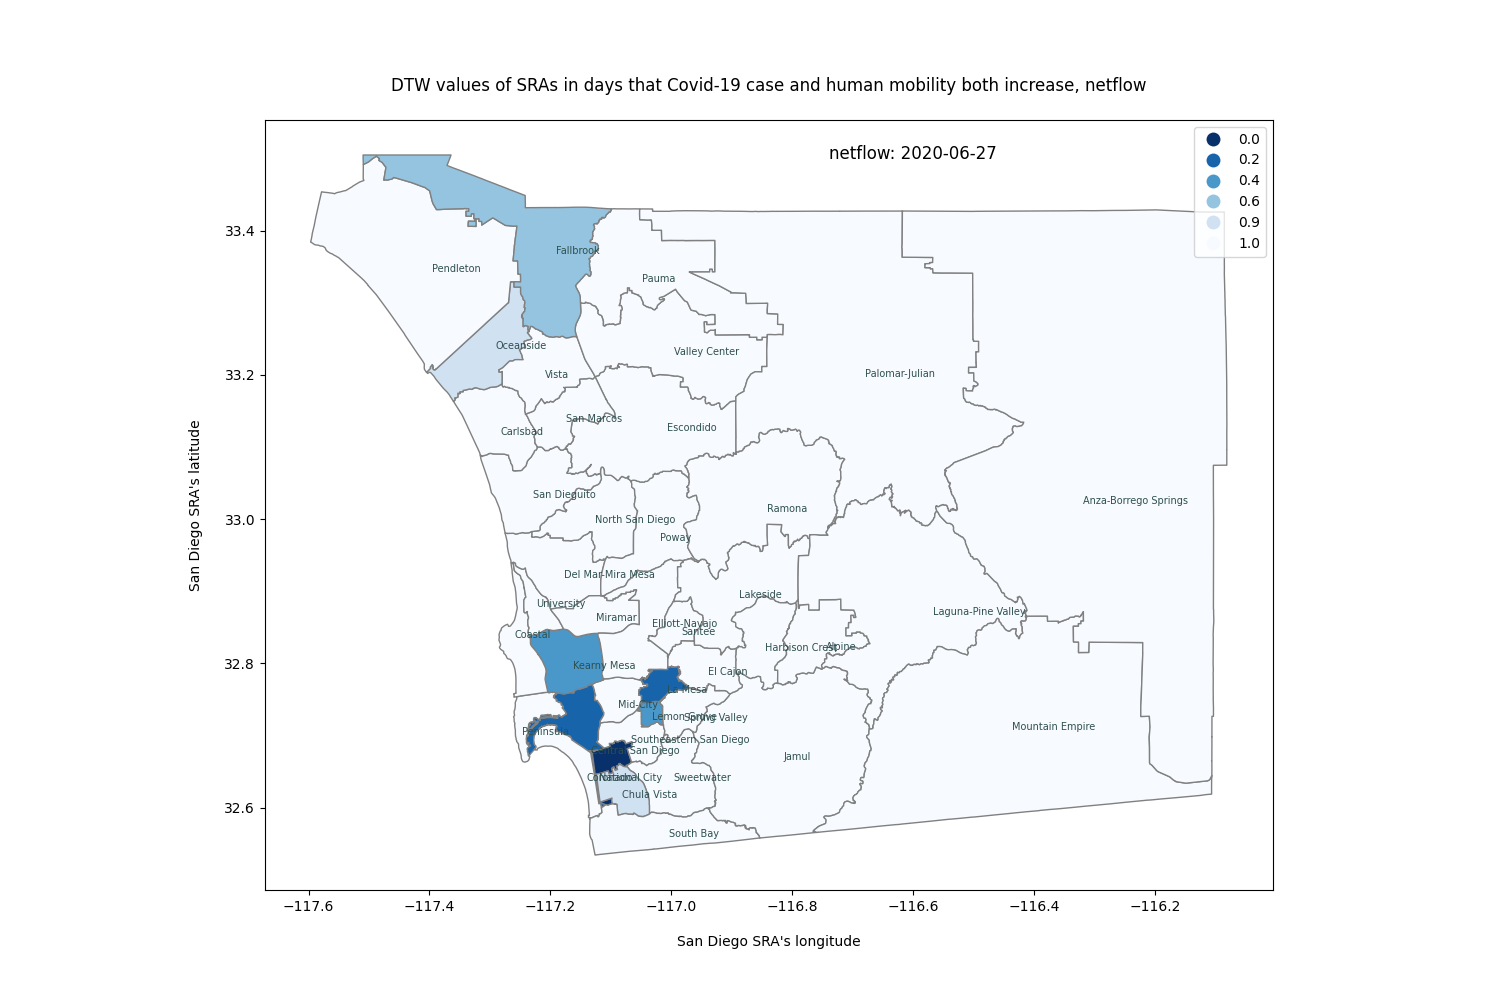 DTW values of SRAs in days that Covid-19 case and human mobility both increase, netflow
netflow: 2020-06-27
0.0
0.2
0.4
0.6
0.9
1.0
33.4
33.2
33.0
32.8
32.6
San Diego SRA's latitude
Fallbrook
Pendleton
Pauma
Oceanside
Valley Center
Vista
Palomar-Julian
San Marcos
Carlsbad
Escondido
San Dieguito
Anza-Borrego Springs
Ramona
North San Diego
Poway
Del Mar-Mira Mesa
Lakeside
University
Laguna-Pine Valley
Miramar
Elliott-Navajo
Santee
Coastal
Harbison Crest
Alpine
Kearny Mesa
El Cajon
La Mesa
Mid-City
Lemon Grove
Spring Valley
Mountain Empire
Peninsula
Southeastern San Diego
Central San Diego
Jamul
Coronado
National City
Sweetwater
Chula Vista
South Bay
−117.6
−117.4
−117.2
−117.0
−116.8
−116.6
−116.4
−116.2
San Diego SRA's longitude